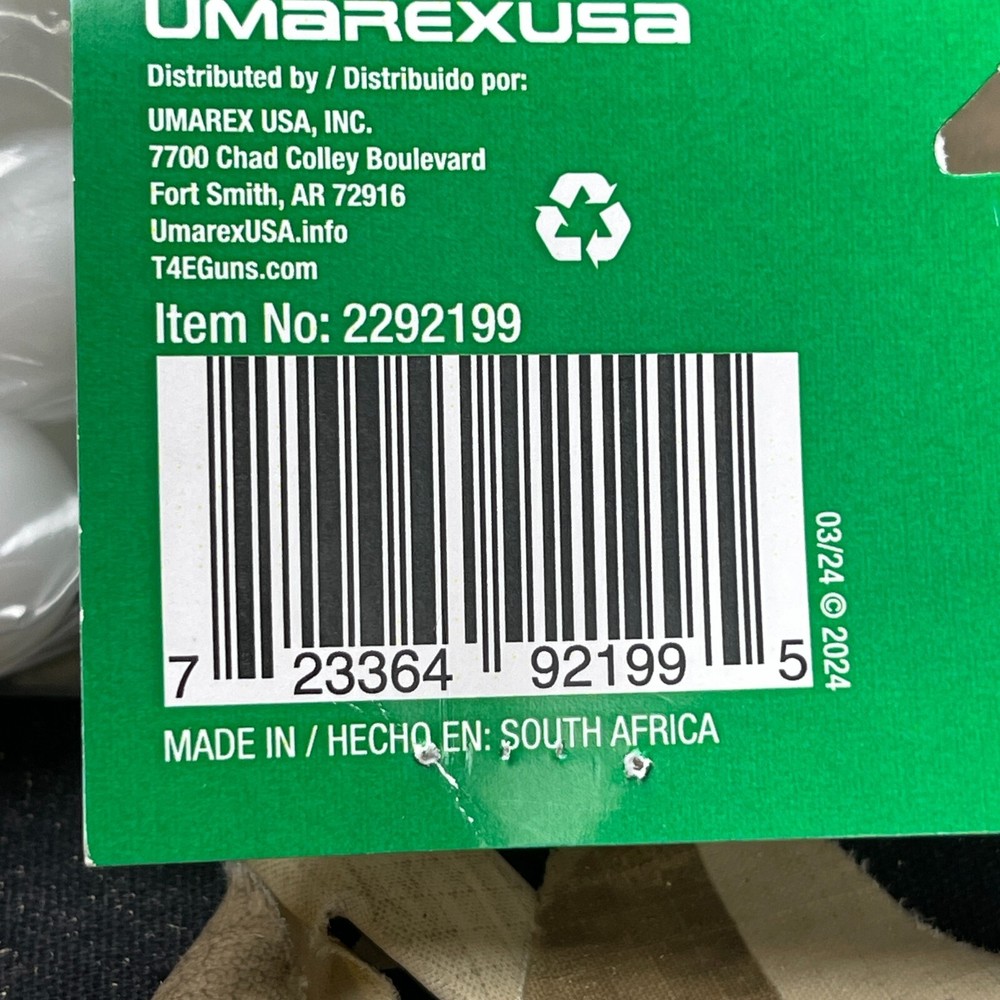 UMAREXUSA
Distributed by / Distribuido por:
UMAREX USA, INC.
7700 Chad Colley Boulevard
Fort Smith, AR 72916
UmarexUSA.info
T4EGuns.com
Item No: 2292199
7 23364 92199 5
03/24 © 2024
MADE IN / HECHO EN: SOUTH AFRICA